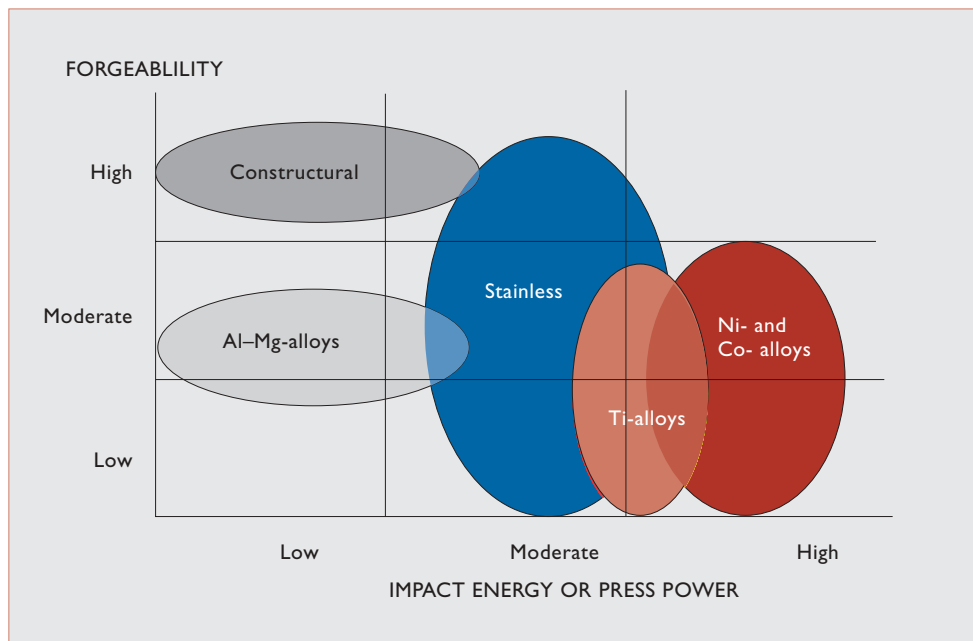 FORGEABLILITY
High
Constructural
Stainless
Moderate
Al–Mg-alloys
Ni- and
Co- alloys
Ti-alloys
Low
Low
Moderate
High
IMPACT ENERGY OR PRESS POWER